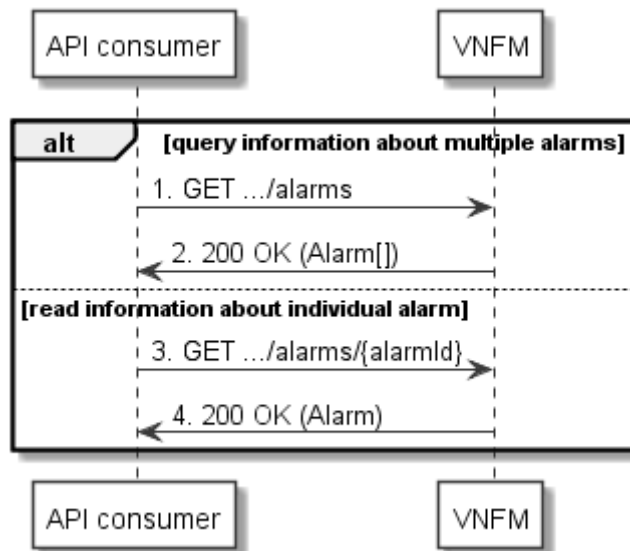 API consumer
VNFM
alt
[query information about multiple alarms]
1. GET .../alarms
2. 200 OK (Alarm[])
[read information about individual alarm]
3. GET .../alarms/{alarmId}
4. 200 OK (Alarm)
API consumer
VNFM